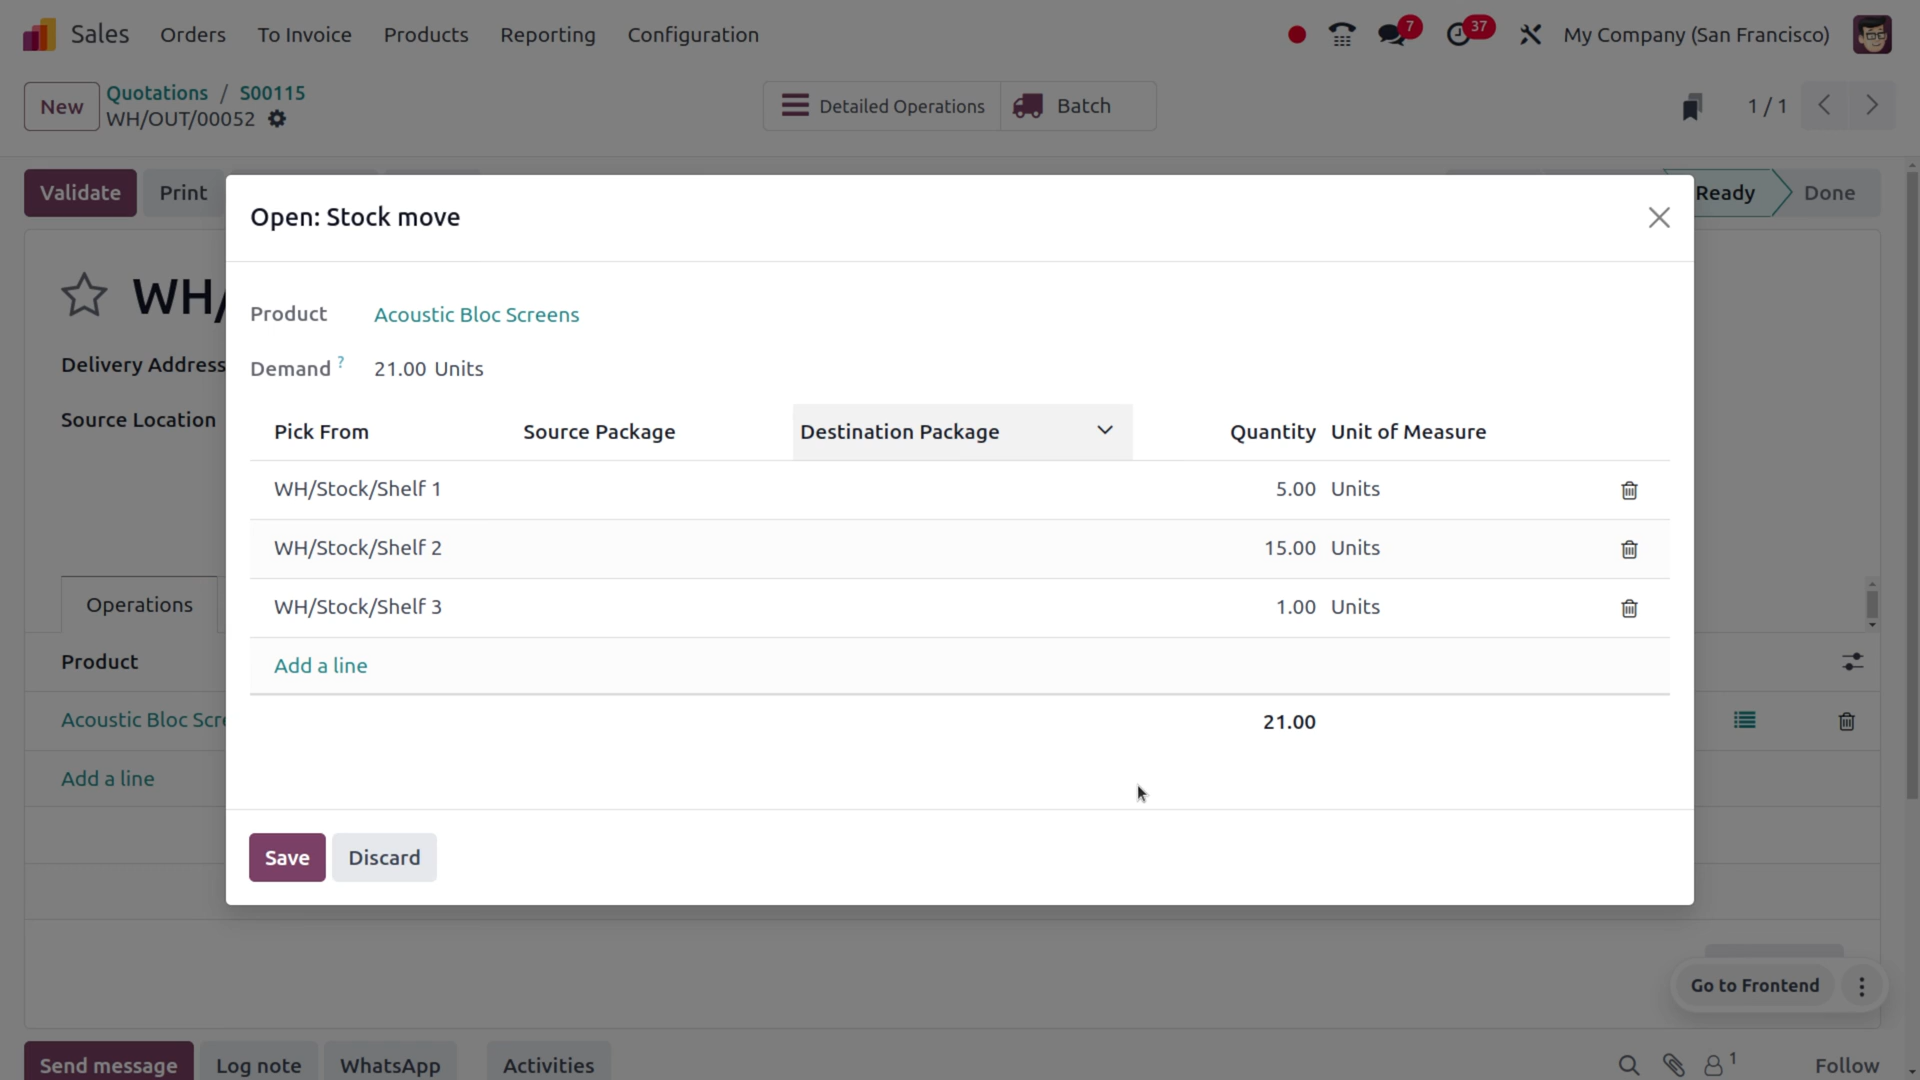 Sales Orders To Invoice Products Reporting Configuration 7 37 My Company (San Francisco)
New Quotations / S00115
WH/OUT/00052
Detailed Operations Batch 1 / 1
Validate Print Ready Done
Open: Stock move
WH/
Product Acoustic Bloc Screens
Delivery Address
Demand ? 21.00 Units
Source Location
Pick From Source Package Destination Package Quantity Unit of Measure
WH/Stock/Shelf 1 5.00 Units
WH/Stock/Shelf 2 15.00 Units
Operations
WH/Stock/Shelf 3 1.00 Units
Product
Add a line
Acoustic Bloc Scre
21.00
Add a line
Save Discard
Go to Frontend
Send message Log note WhatsApp Activities 1 Follow